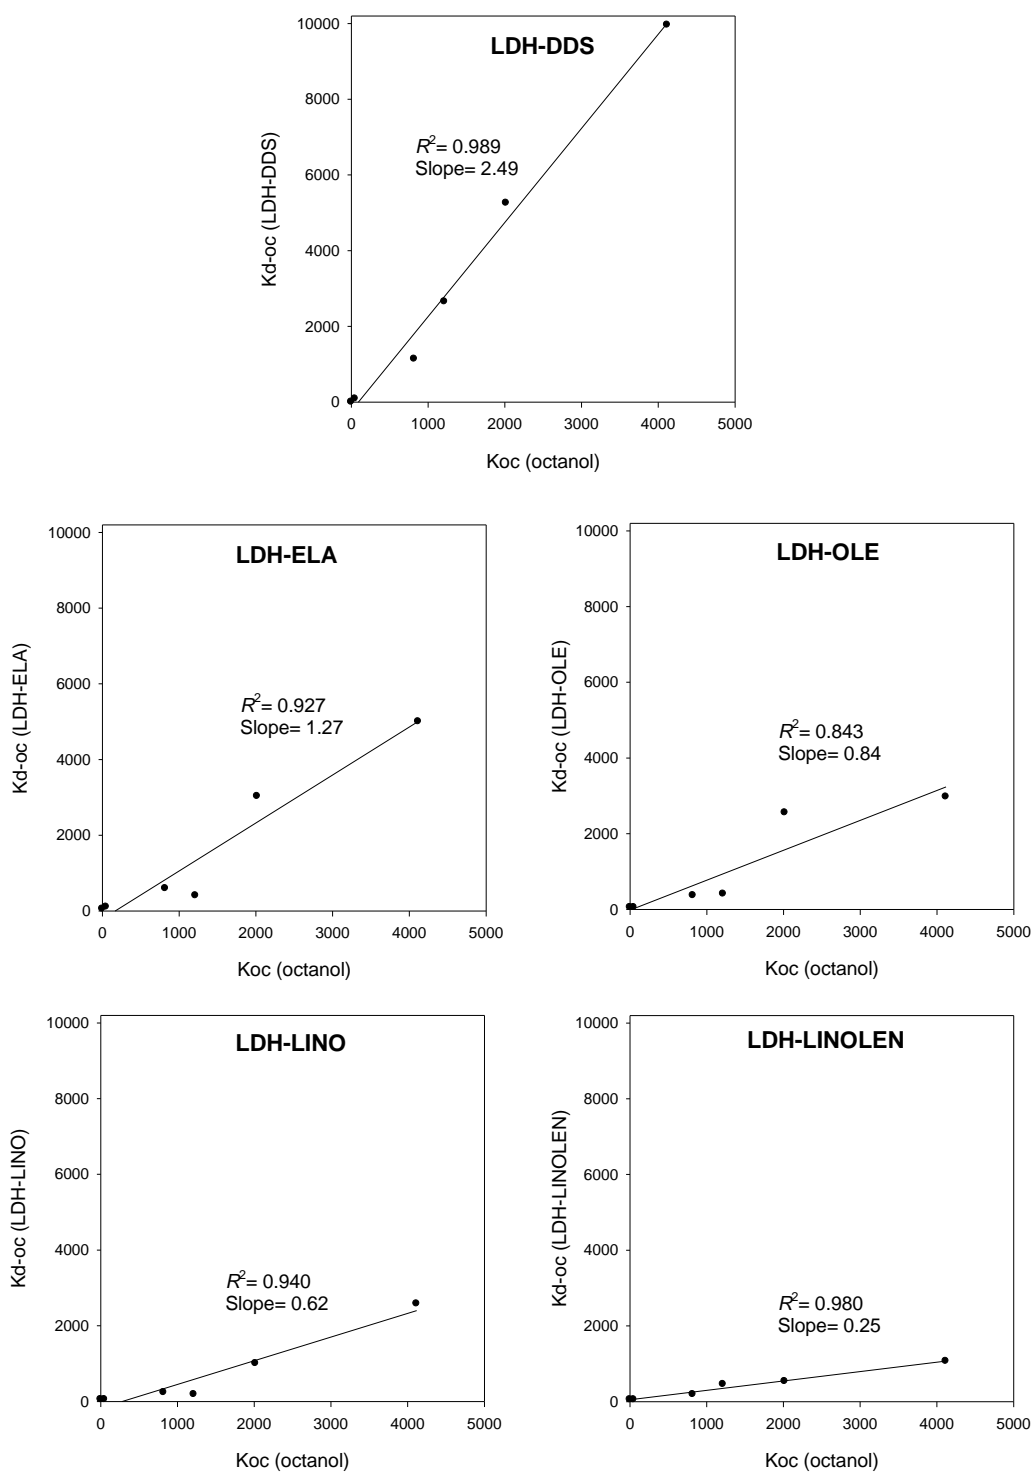 LDH-DDS
10000
8000
6000
4000
2000
0
Kd-oc (LDH-DDS)
R²= 0.989
Slope= 2.49
0 1000 2000 3000 4000 5000
Koc (octanol)
LDH-ELA
10000
8000
6000
4000
2000
0
Kd-oc (LDH-ELA)
R²= 0.927
Slope= 1.27
0 1000 2000 3000 4000 5000
Koc (octanol)
LDH-OLE
10000
8000
6000
4000
2000
0
Kd-oc (LDH-OLE)
R²= 0.843
Slope= 0.84
0 1000 2000 3000 4000 5000
Koc (octanol)
LDH-LINO
10000
8000
6000
4000
2000
0
Kd-oc (LDH-LINO)
R²= 0.940
Slope= 0.62
0 1000 2000 3000 4000 5000
Koc (octanol)
LDH-LINOLEN
10000
8000
6000
4000
2000
0
Kd-oc (LDH-LINOLEN)
R²= 0.980
Slope= 0.25
0 1000 2000 3000 4000 5000
Koc (octanol)